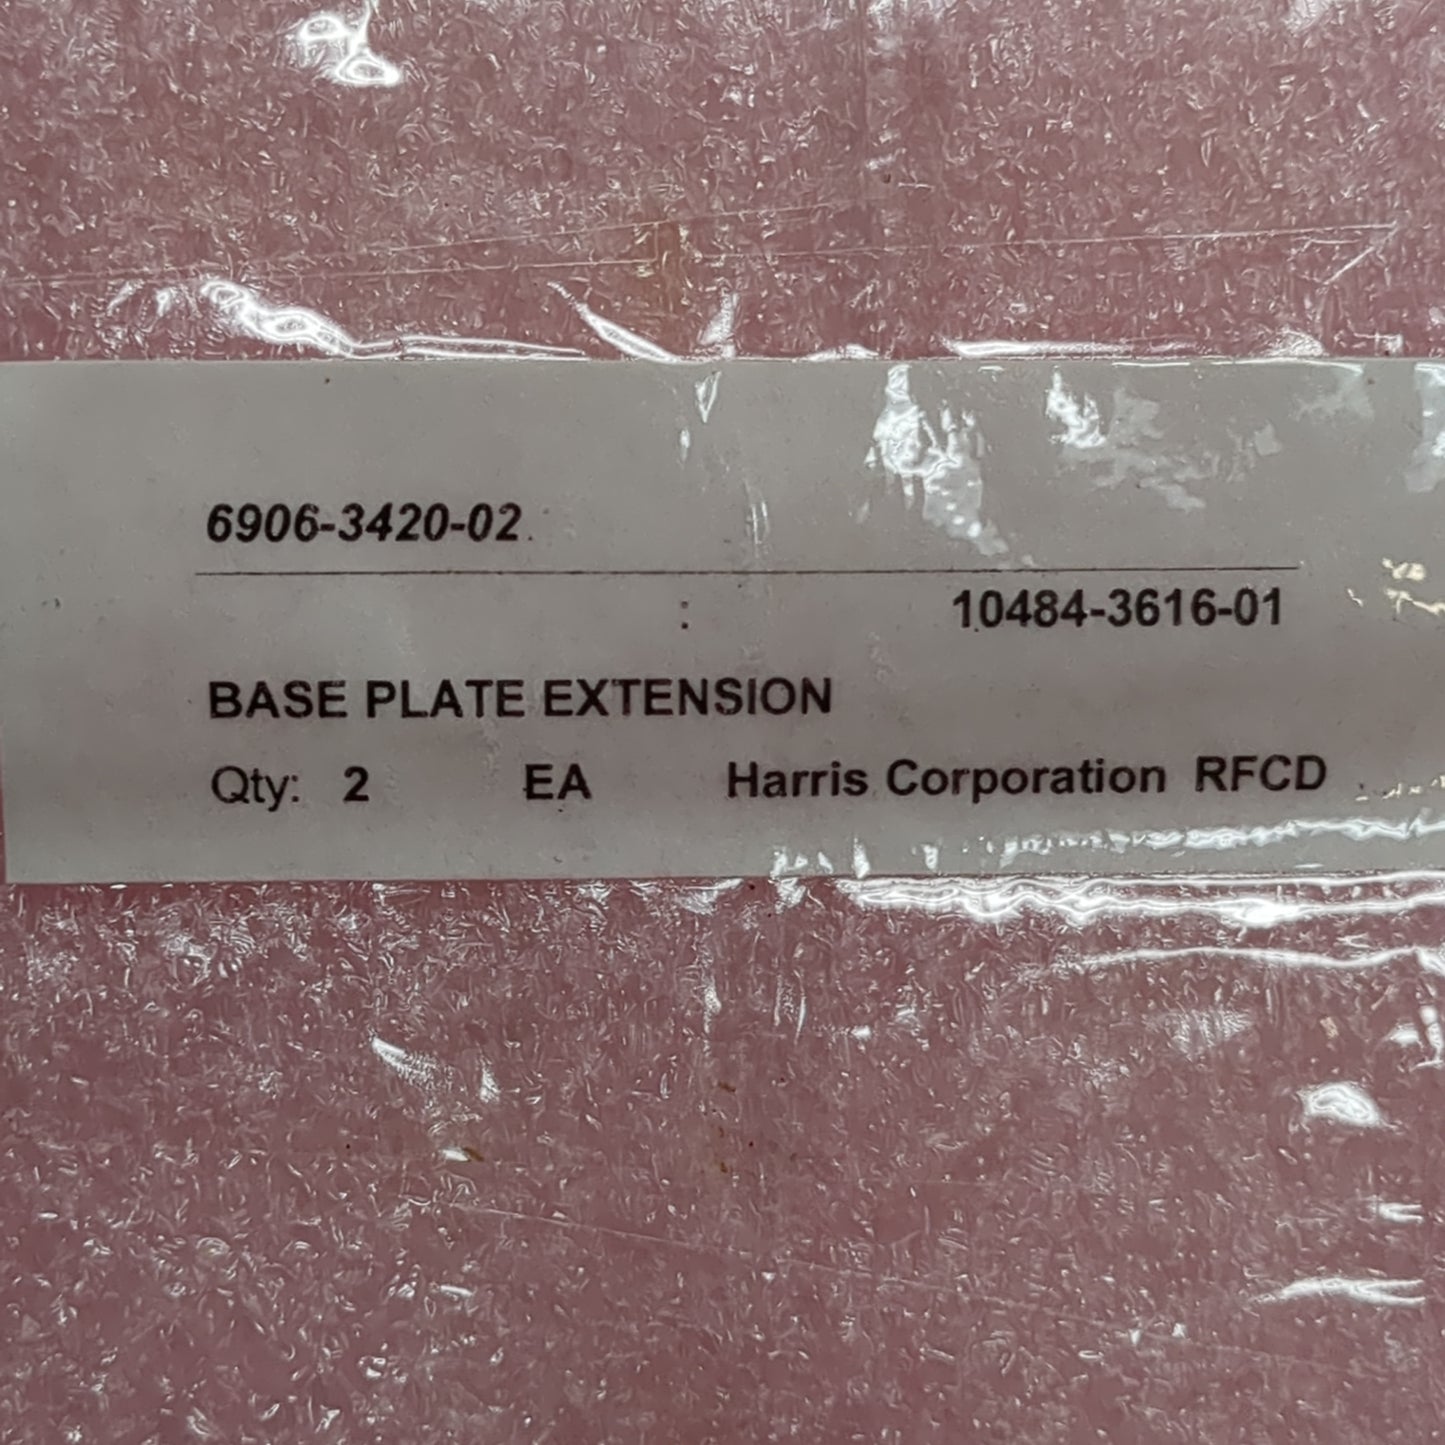 6906-3420-02
: 10484-3616-01
BASE PLATE EXTENSION
Qty: 2 EA Harris Corporation RFCD